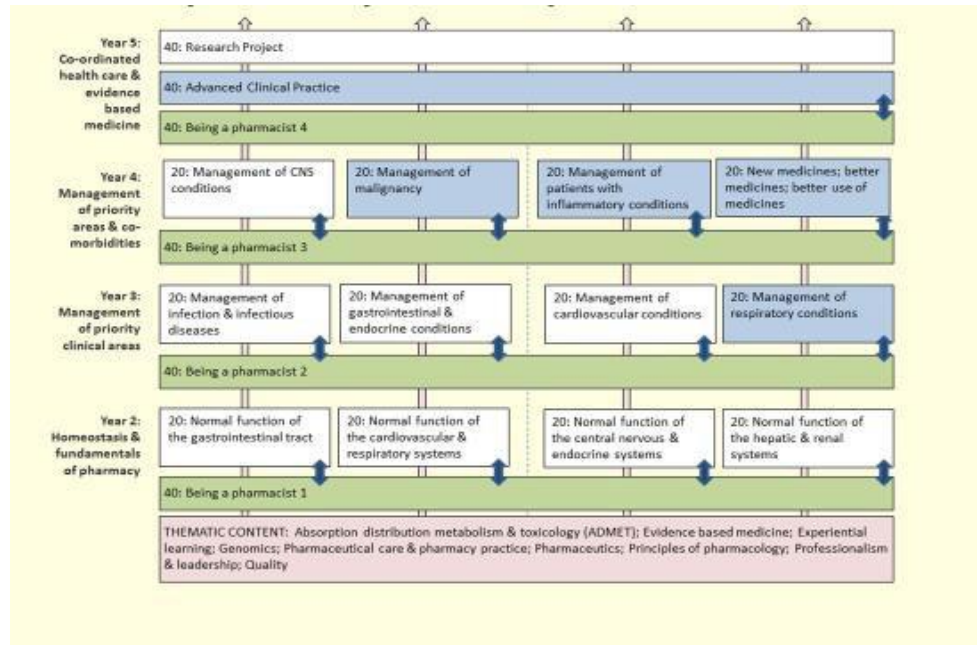 Year 5:
Co-ordinated
health care &
evidence
based
medicine
40: Research Project
40: Advanced Clinical Practice
40: Being a pharmacist 4
Year 4:
Management
of priority
areas & co-
morbidities
20: Management of CNS
conditions
20: Management of
malignancy
20: Management of
patients with
inflammatory conditions
20: New medicines; better
medicines; better use of
medicines
40: Being a pharmacist 3
Year 3:
Management
of priority
clinical areas
20: Management of
infection & infectious
diseases
20: Management of
gastrointestinal &
endocrine conditions
20: Management of
cardiovascular conditions
20: Management of
respiratory conditions
40: Being a pharmacist 2
Year 2:
Homeostasis &
fundamentals
of pharmacy
20: Normal function of
the gastrointestinal tract
20: Normal function of
the cardiovascular &
respiratory systems
20: Normal function of
the central nervous &
endocrine systems
20: Normal function of
the hepatic & renal
systems
40: Being a pharmacist 1
THEMATIC CONTENT: Absorption distribution metabolism & toxicology (ADMET); Evidence based medicine; Experiential
learning; Genomics; Pharmaceutical care & pharmacy practice; Pharmaceutics; Principles of pharmacology; Professionalism
& leadership; Quality